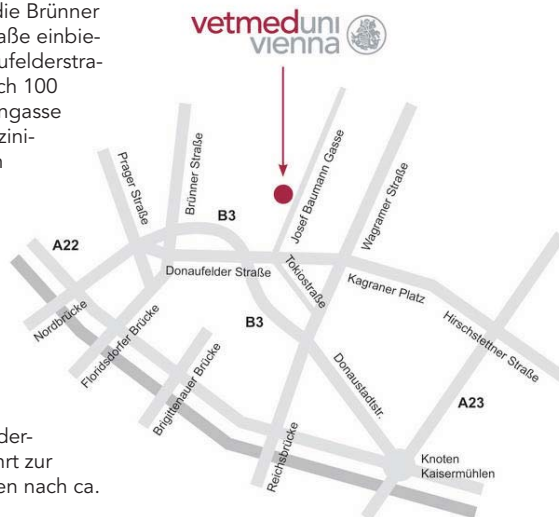 die Brünner
aße einbie-
ufelderstra-
ch 100
ngasse
zini-
n
vetmeduni
vienna
Prager Straße
Brünner Straße
B3
Josef Baumann Gasse
Wagramer Straße
A22
Donaufelder Straße
Tokiostraße
Kagraner Platz
Nordbrücke
Floridsdorfer Brücke
B3
Hirschstettner Straße
Brigittenauer Brücke
Donaustadtstr.
A23
Reichsbrücke
Knoten
Kaisermühlen
der-
hrt zur
en nach ca.